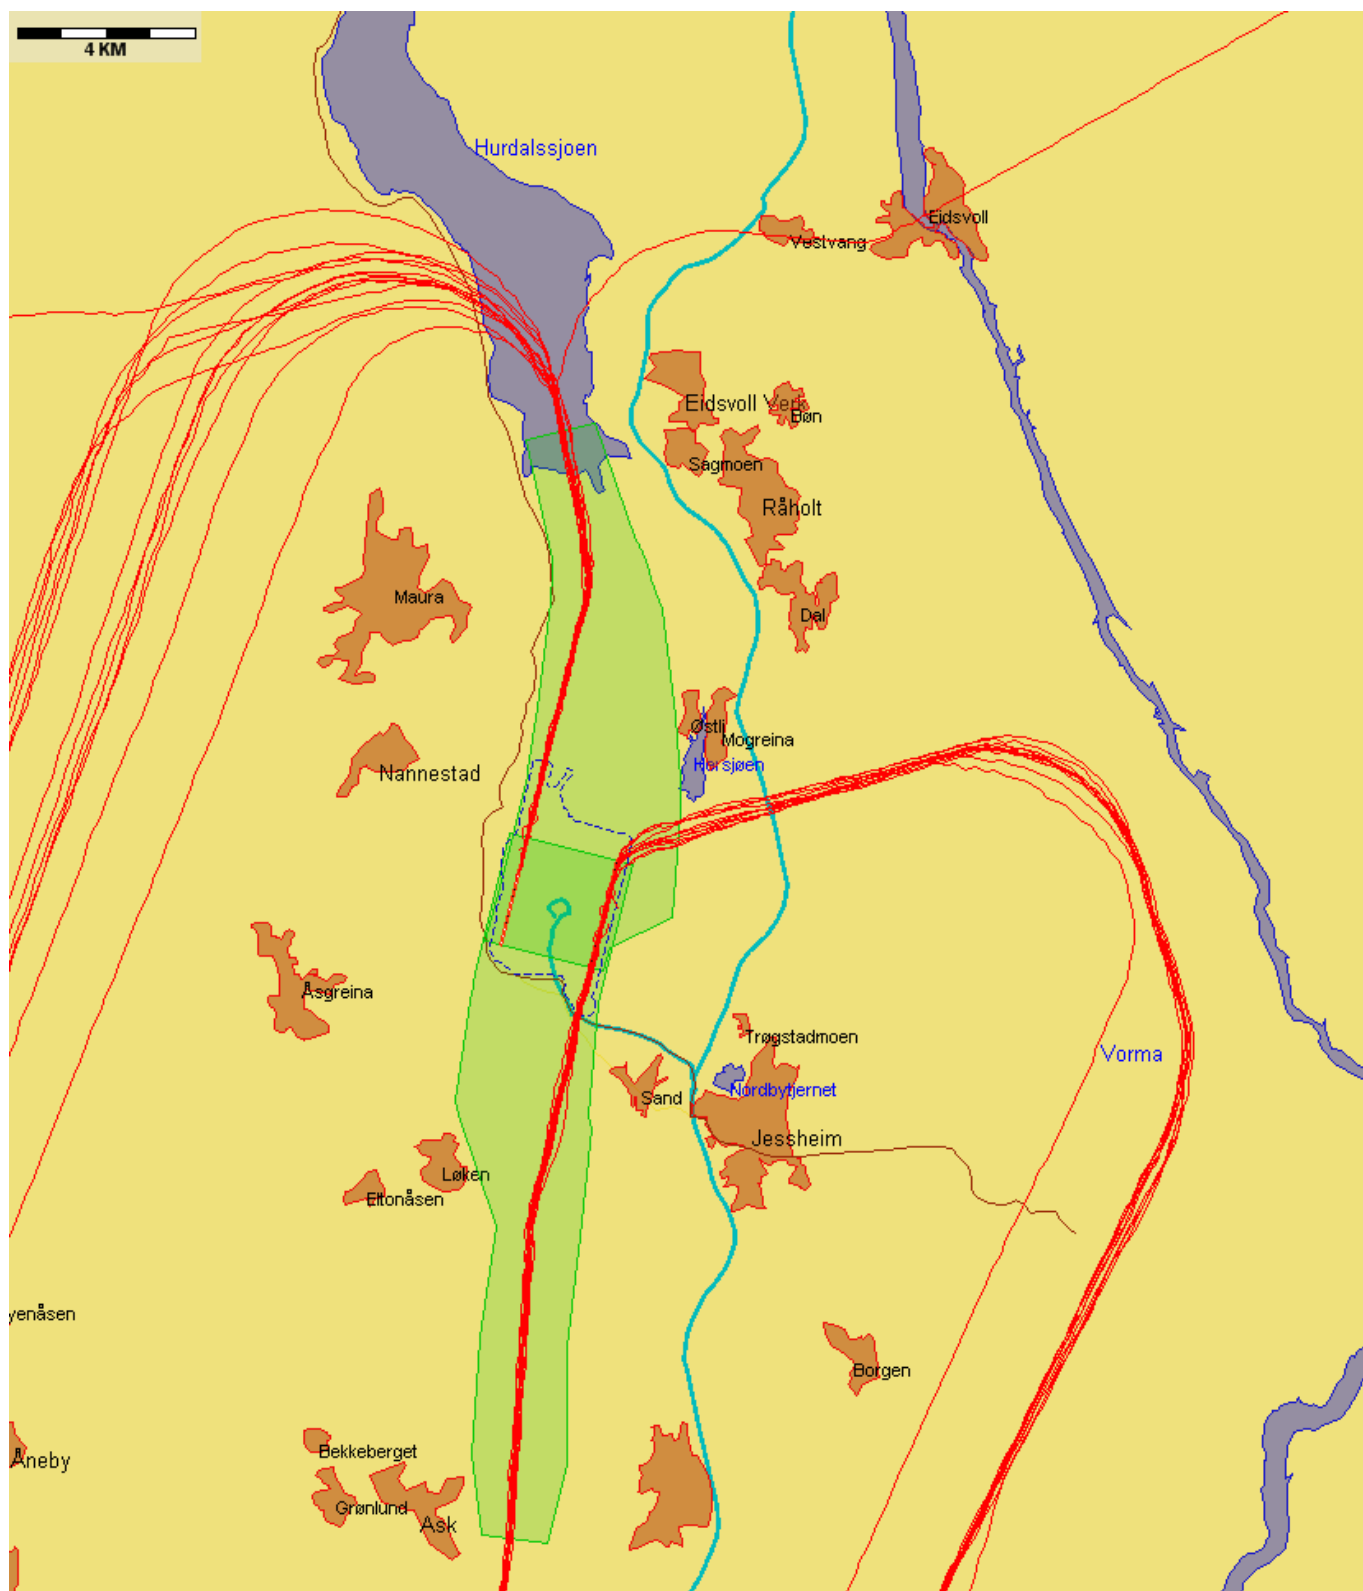 4 KM
Hurdalssjoen
Eidsvoll
Vestvang
Eidsvoll Verk
Bøn
Sagmoen
Råholt
Maura
Dal
Østli
Mogreina
Hersjøen
Nannestad
Åsgreina
Trøgstadmoen
Vorma
Nordbytjernet
Sand
Jessheim
Løken
Eltonåsen
yenåsen
Borgen
Bekkeberget
Åneby
Grønlund
Ask